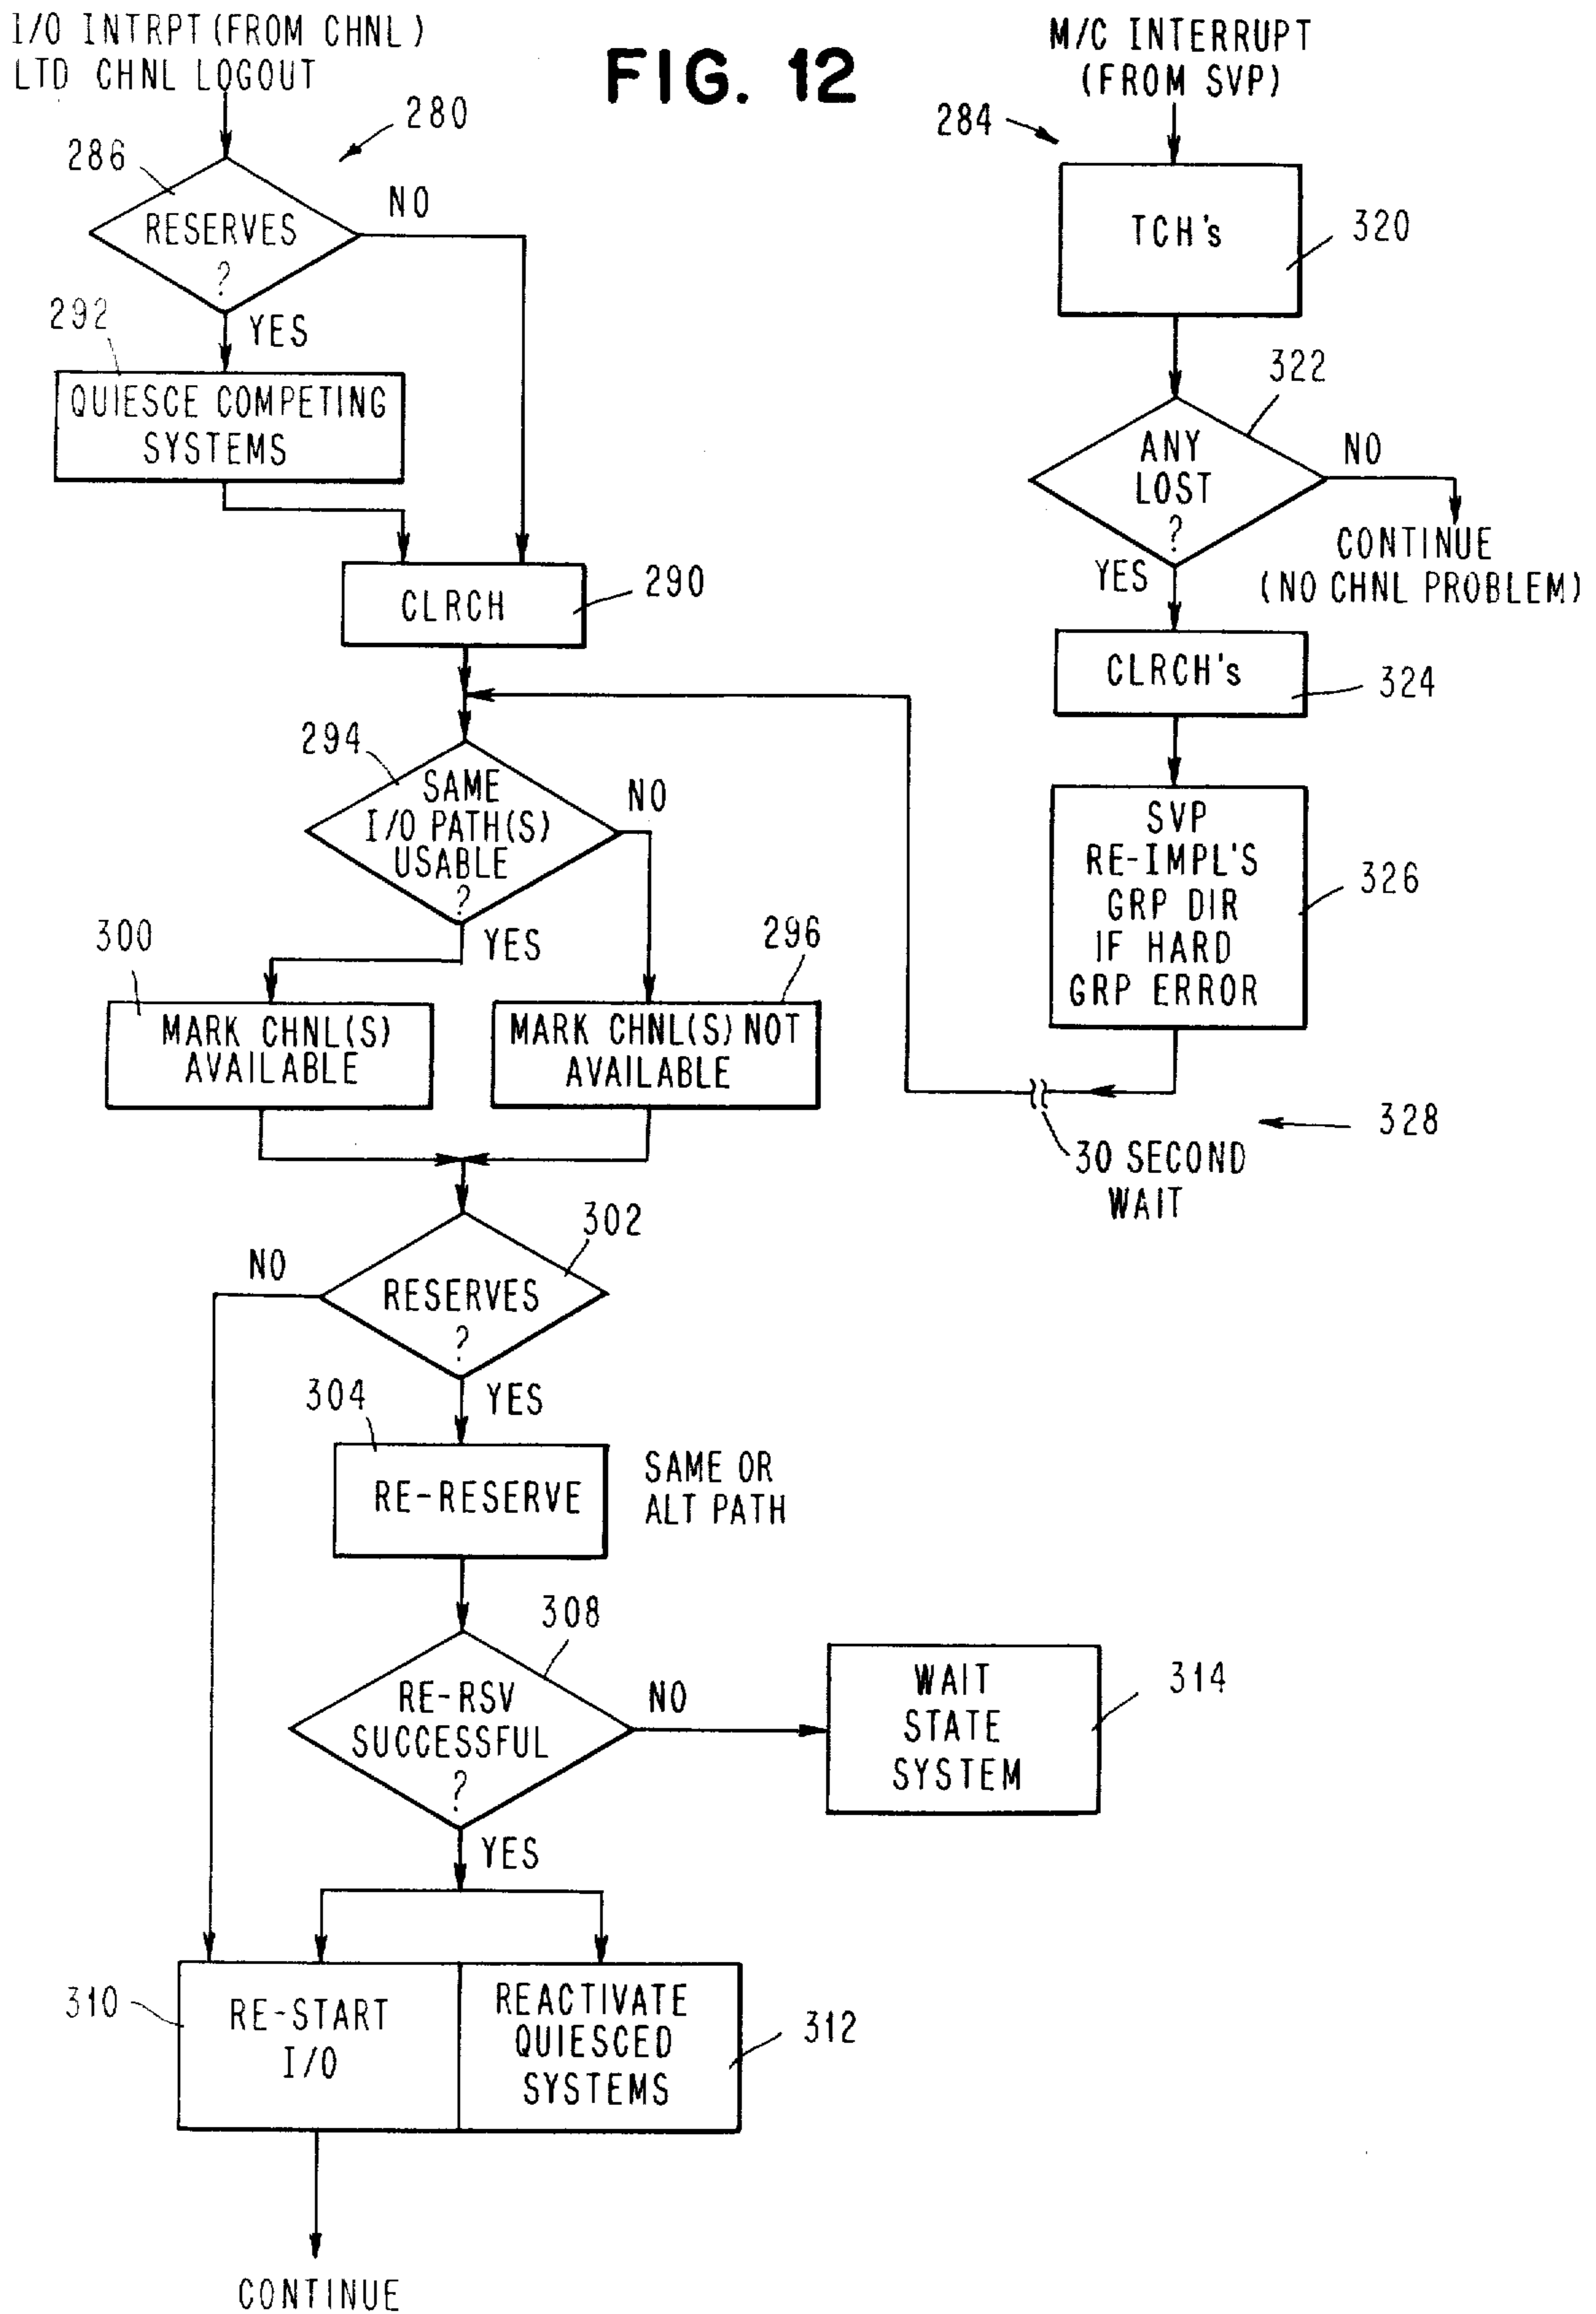 I/O INTRPT (FROM CHNL)
LTD CHNL LOGOUT
FIG. 12
280
286
RESERVES
?
NO
YES
292
QUIESCE COMPETING
SYSTEMS
CLRCH
290
294
SAME
I/O PATH(S)
USABLE
?
NO
YES
300
MARK CHNL(S)
AVAILABLE
296
MARK CHNL(S) NOT
AVAILABLE
302
NO
RESERVES
?
YES
304
RE-RESERVE
SAME OR
ALT PATH
308
RE-RSV
SUCCESSFUL
?
NO
WAIT
STATE
SYSTEM
314
YES
310
RE-START
I/O
REACTIVATE
QUIESCED
SYSTEMS
312
CONTINUE
M/C INTERRUPT
(FROM SVP)
284
TCH's
320
322
ANY
LOST
?
NO
CONTINUE
(NO CHNL PROBLEM)
YES
CLRCH's
324
SVP
RE-IMPL'S
GRP DIR
IF HARD
GRP ERROR
326
328
30 SECOND
WAIT